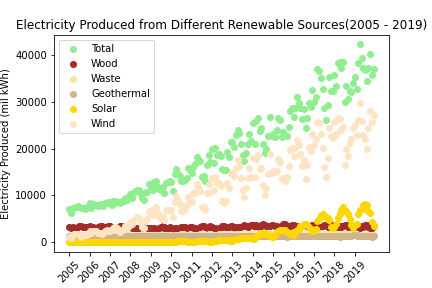 Electricity Produced from Different Renewable Sources(2005 - 2019)
Electricity Produced (mil kWh)
40000
30000
20000
10000
0
Total
Wood
Waste
Geothermal
Solar
Wind
2005 2006 2007 2008 2009 2010 2011 2012 2013 2014 2015 2016 2017 2018 2019